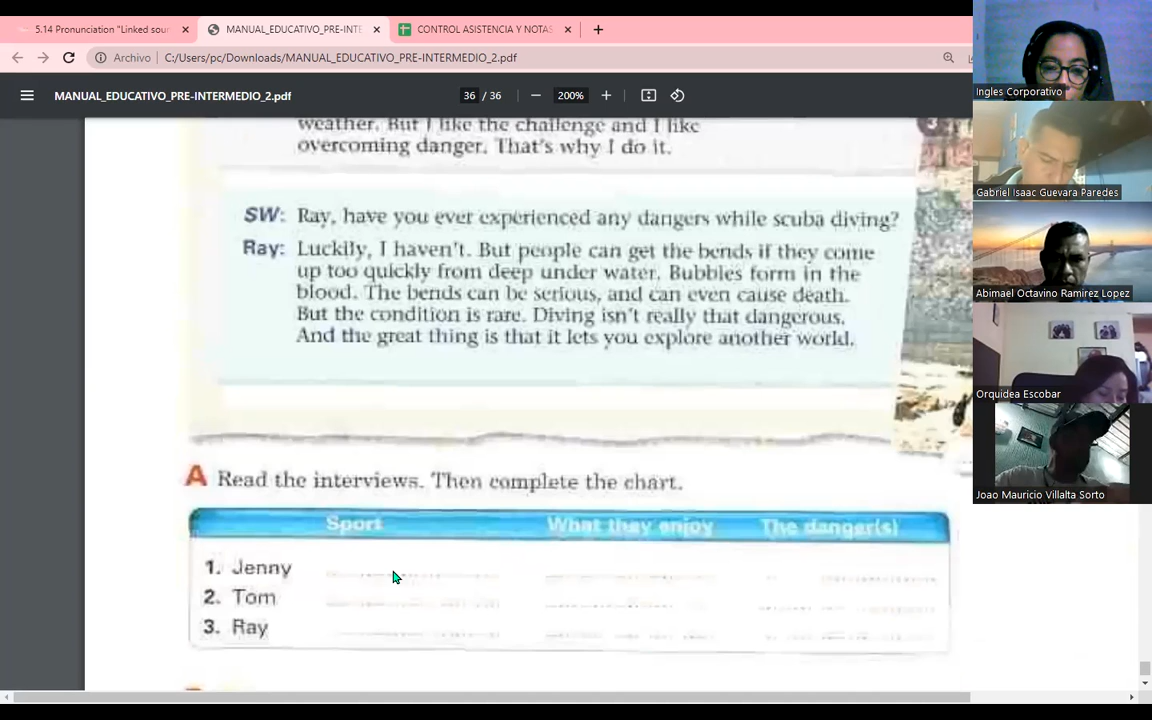 5.14 Pronunciation "Linked soun
MANUAL_EDUCATIVO_PRE-INTE
CONTROL ASISTENCIA Y NOTAS
Archivo C:/Users/pc/Downloads/MANUAL_EDUCATIVO_PRE-INTERMEDIO_2.pdf
MANUAL_EDUCATIVO_PRE-INTERMEDIO_2.pdf 36 / 36 200%
weather. But I like the challenge and I like
overcoming danger. That's why I do it.
SW: Ray, have you ever experienced any dangers while scuba diving?
Ray: Luckily, I haven't. But people can get the bends if they come
up too quickly from deep under water. Bubbles form in the
blood. The bends can be serious, and can even cause death.
But the condition is rare. Diving isn't really that dangerous.
And the great thing is that it lets you explore another world.
A Read the interviews. Then complete the chart.
Sport What they enjoy The danger(s)
1. Jenny
2. Tom
3. Ray
Ingles Corporativo
Gabriel Isaac Guevara Paredes
Abimael Octavino Ramirez Lopez
Orquidea Escobar
Joao Mauricio Villalta Sorto